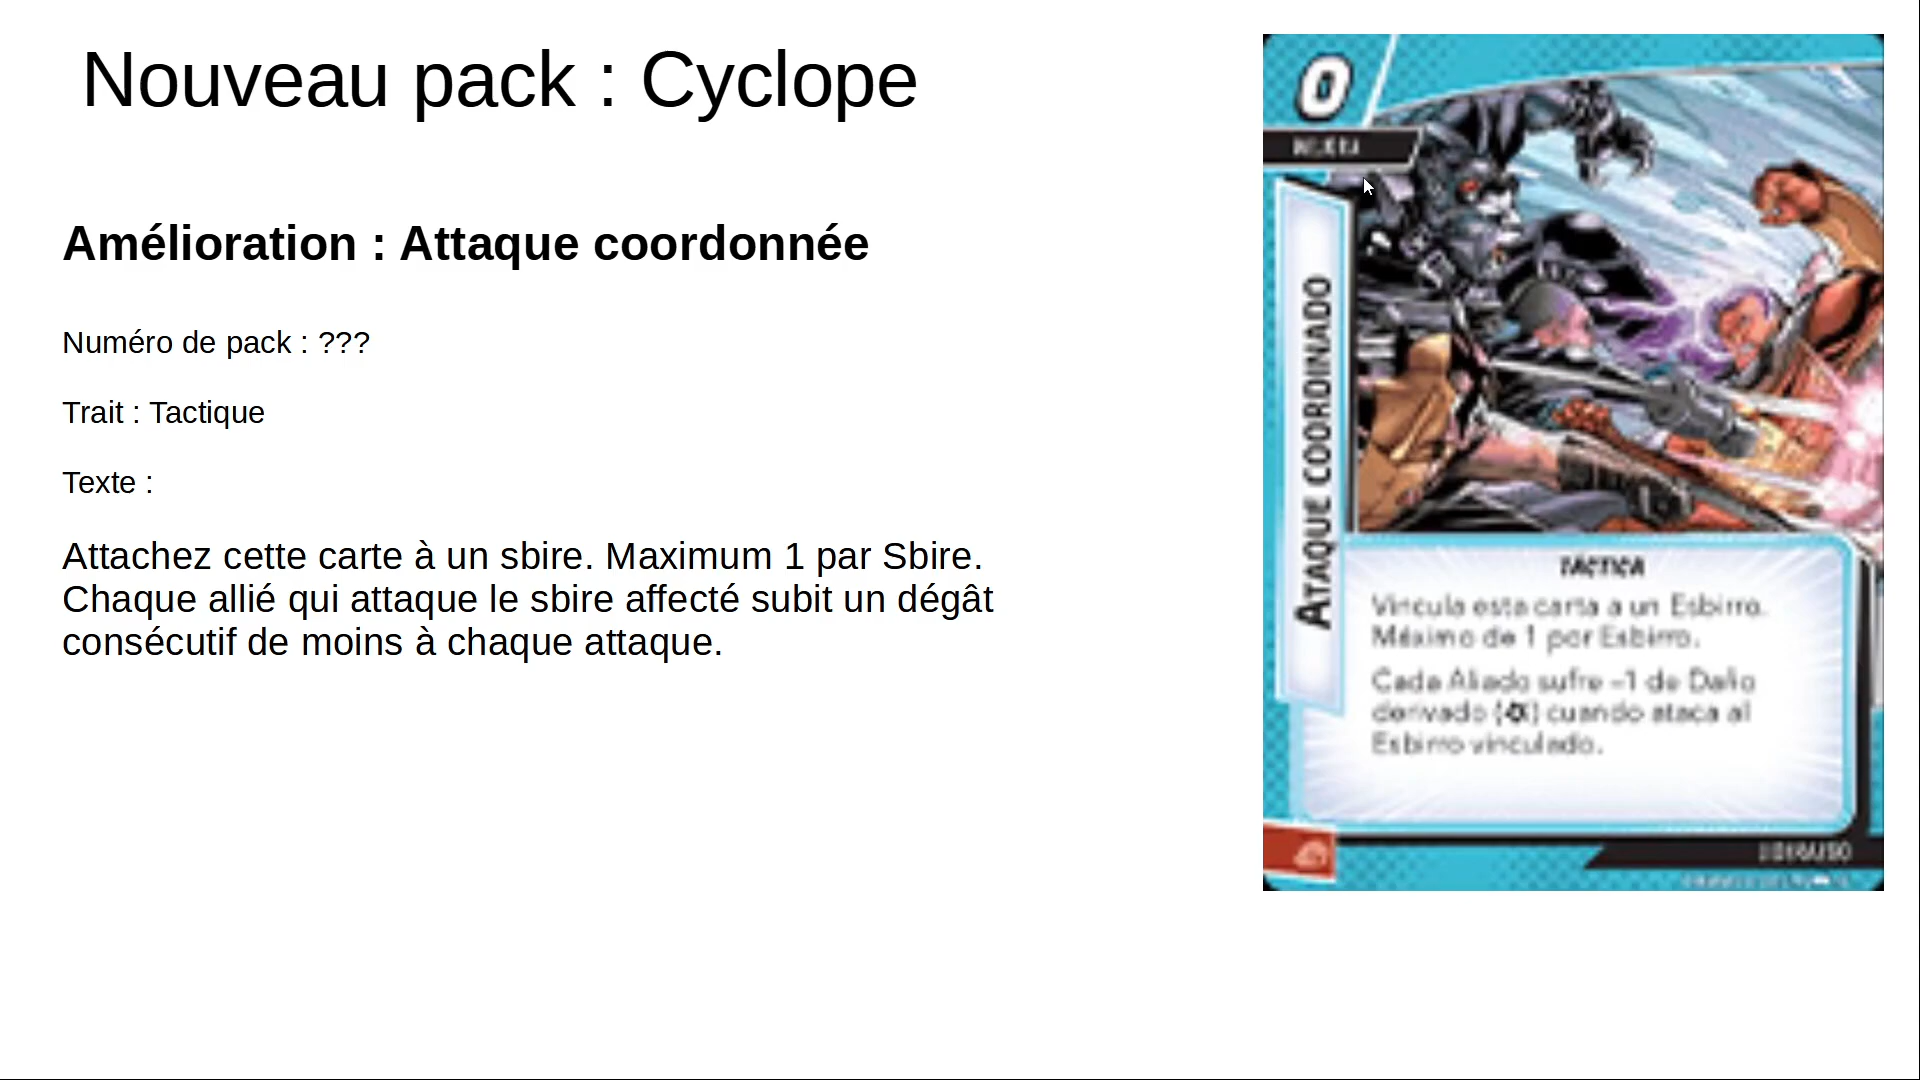 Nouveau pack : Cyclope
Amélioration : Attaque coordonnée
Numéro de pack : ???
Trait : Tactique
Texte :
Attachez cette carte à un sbire. Maximum 1 par Sbire.
Chaque allié qui attaque le sbire affecté subit un dégât
consécutif de moins à chaque attaque.
0
MEJORA
ATAQUE COORDINADO
TÁCTICA
Vincula esta carta a un Esbirro.
Máximo de 1 por Esbirro.
Cada Aliado sufre -1 de Daño
derivado ( ) cuando ataca al
Esbirro vinculado.
LIDERAZGO